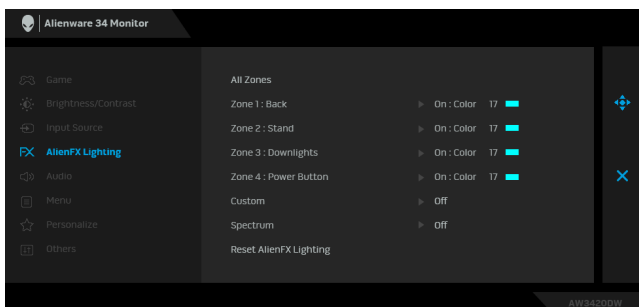 Alienware 34 Monitor
Game
Brightness/Contrast
Input Source
FX AlienFX Lighting
Audio
Menu
Personalize
Others
All Zones
Zone 1 : Back On : Color 17
Zone 2 : Stand On : Color 17
Zone 3 : Downlights On : Color 17
Zone 4 : Power Button On : Color 17
Custom Off
Spectrum Off
Reset AlienFX Lighting
AW3420DW